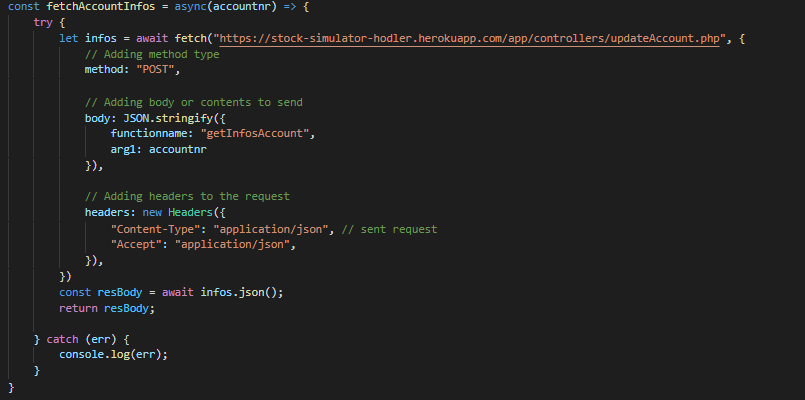 const fetchAccountInfos = async(accountnr) => {
    try {
        let infos = await fetch("https://stock-simulator-hodler.herokuapp.com/app/controllers/updateAccount.php", {
            // Adding method type
            method: "POST",

            // Adding body or contents to send
            body: JSON.stringify({
                functionname: "getInfosAccount",
                arg1: accountnr
            }),

            // Adding headers to the request
            headers: new Headers({
                "Content-Type": "application/json", // sent request
                "Accept": "application/json",
            }),
        })
        const resBody = await infos.json();
        return resBody;

    } catch (err) {
        console.log(err);
    }
}